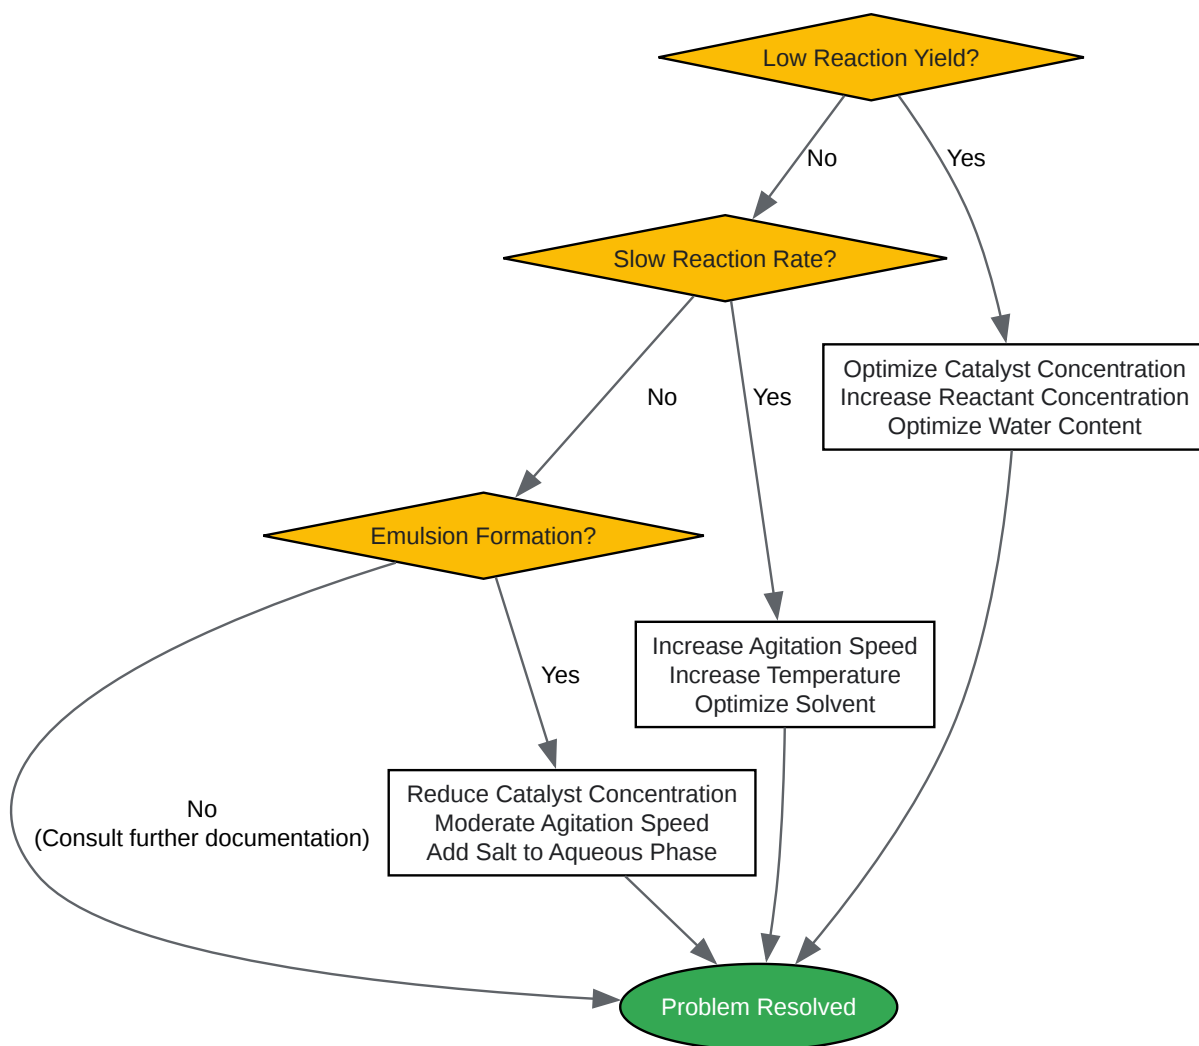 Low Reaction Yield?
No
Yes
Slow Reaction Rate?
Optimize Catalyst Concentration
Increase Reactant Concentration
Optimize Water Content
No
Yes
Emulsion Formation?
Increase Agitation Speed
Increase Temperature
Optimize Solvent
Yes
No
(Consult further documentation)
Reduce Catalyst Concentration
Moderate Agitation Speed
Add Salt to Aqueous Phase
Problem Resolved